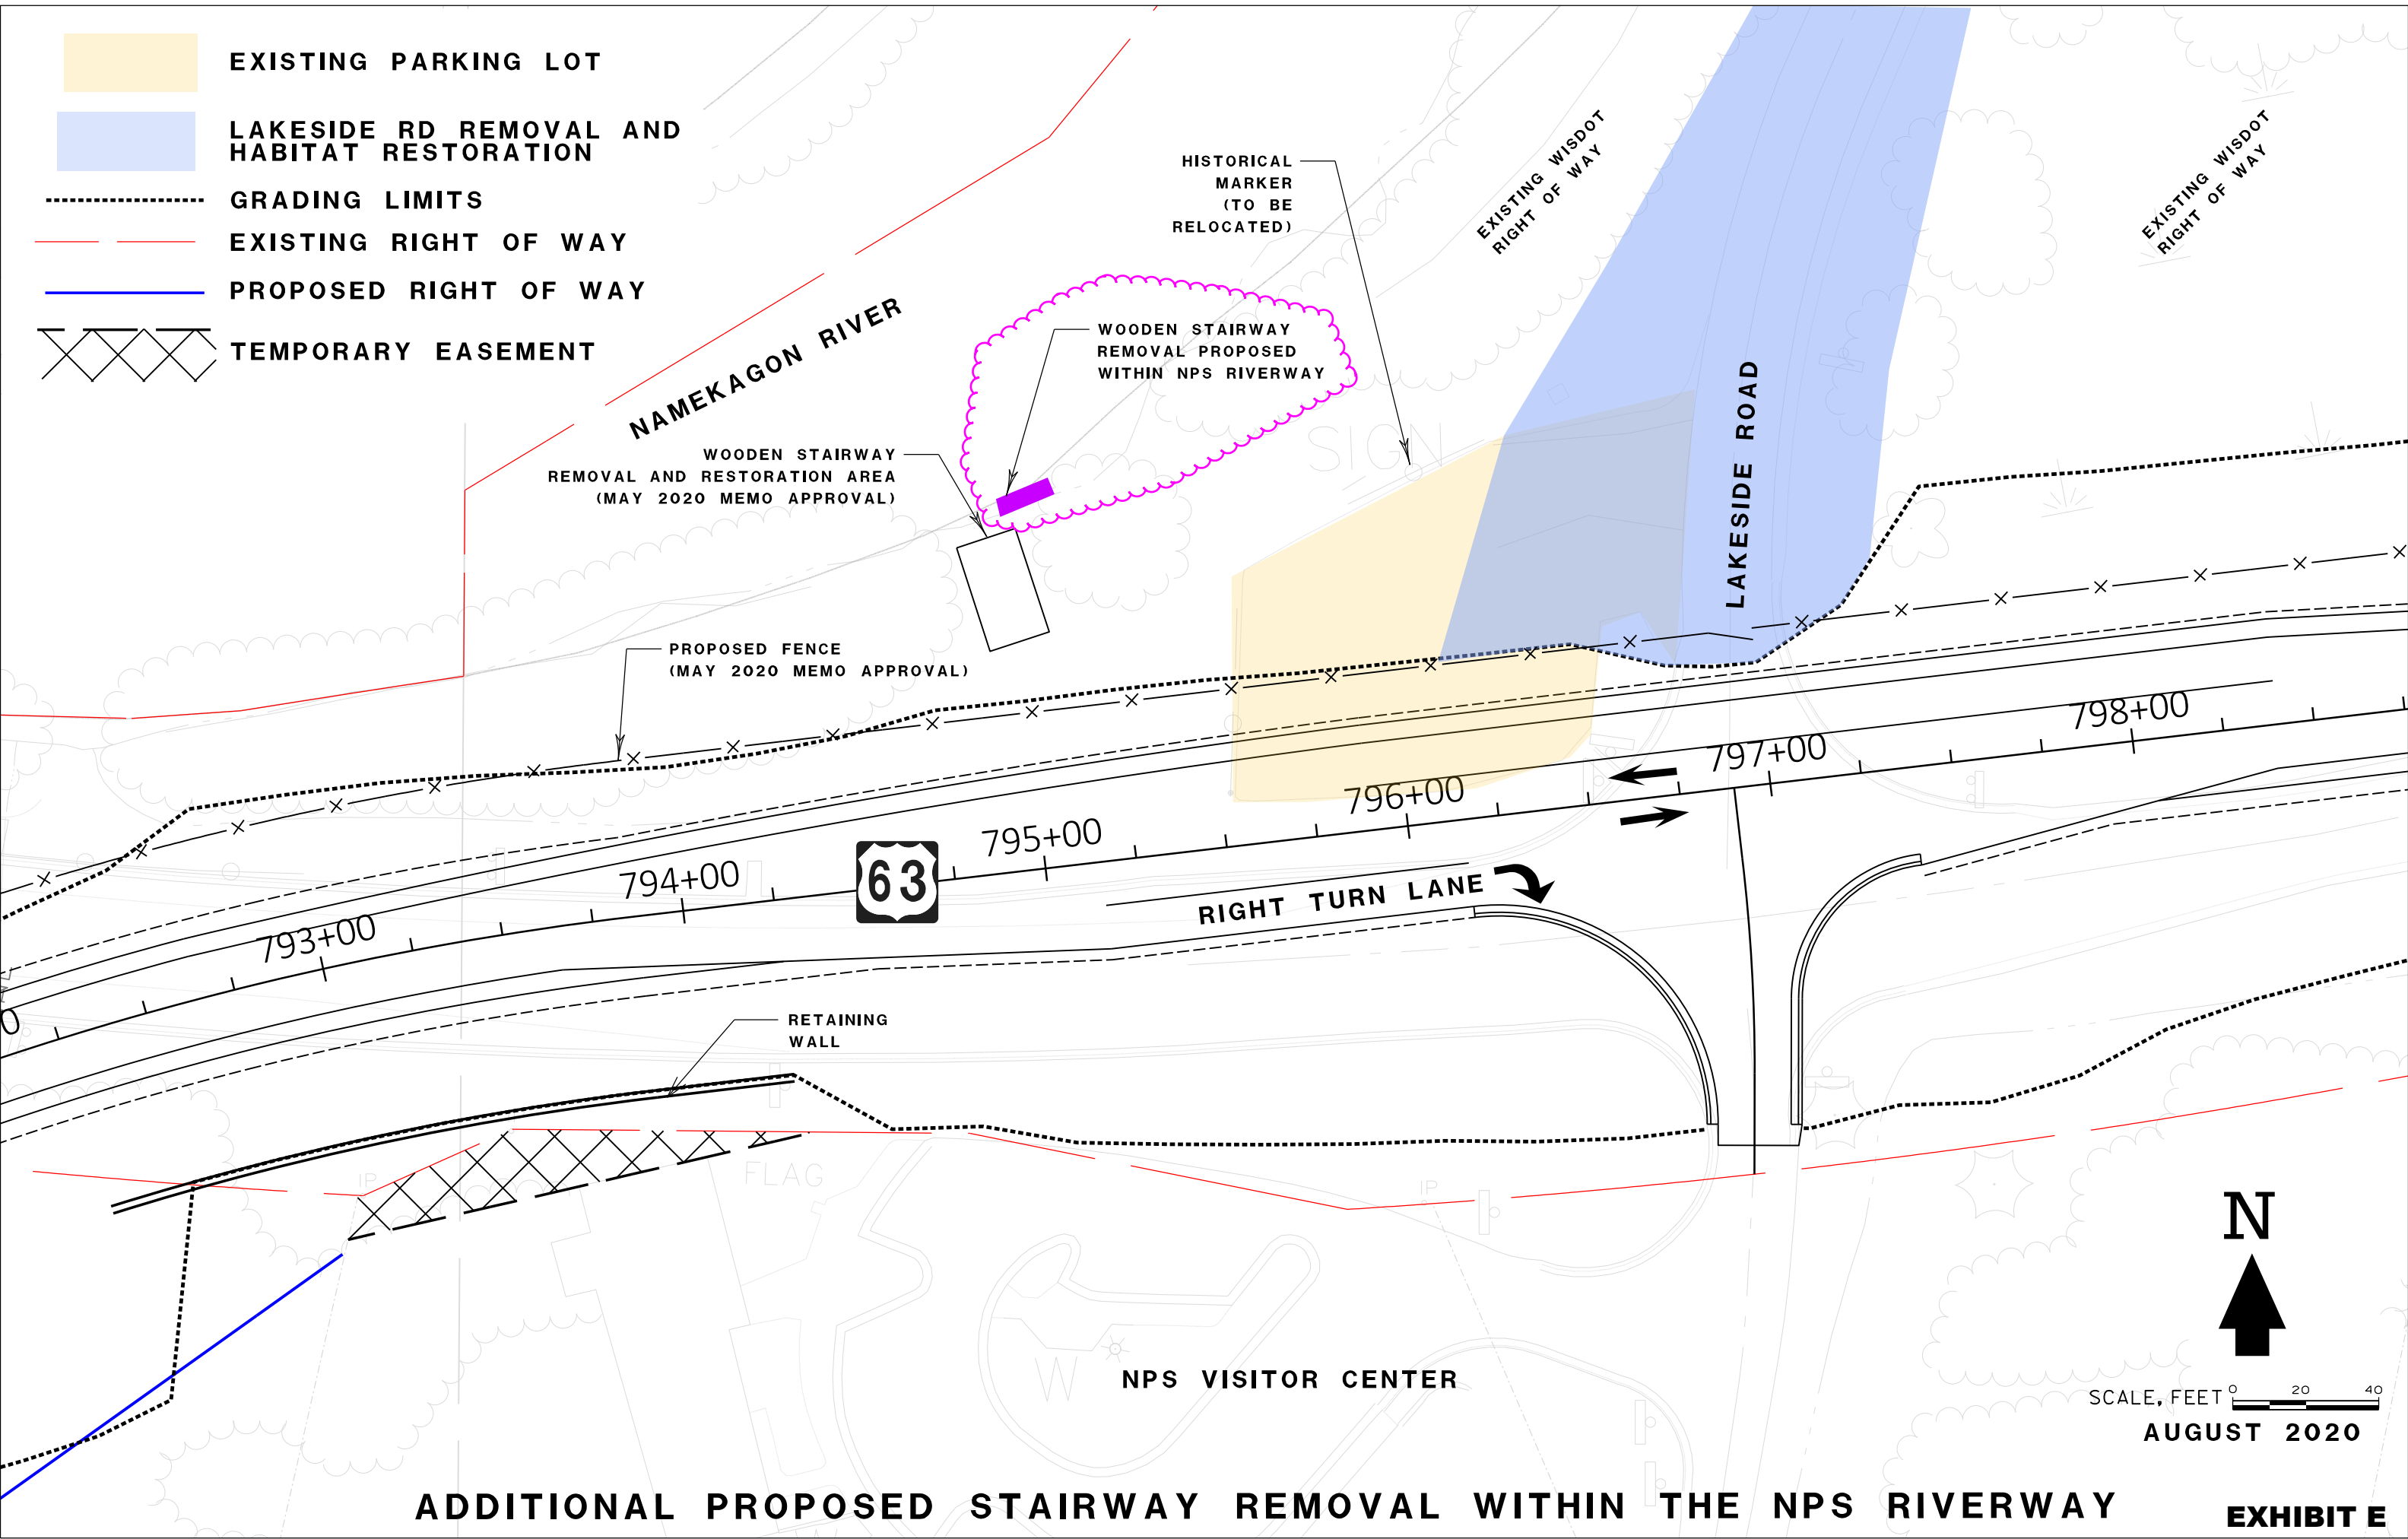 EXISTING PARKING LOT
LAKESIDE RD REMOVAL AND
HABITAT RESTORATION
GRADING LIMITS
EXISTING RIGHT OF WAY
PROPOSED RIGHT OF WAY
TEMPORARY EASEMENT
NAMEKAGON RIVER
HISTORICAL
MARKER
(TO BE
RELOCATED)
EXISTING WISDOT
RIGHT OF WAY
EXISTING WISDOT
RIGHT OF WAY
WOODEN STAIRWAY
REMOVAL PROPOSED
WITHIN NPS RIVERWAY
WOODEN STAIRWAY
REMOVAL AND RESTORATION AREA
(MAY 2020 MEMO APPROVAL)
SIGN
LAKESIDE ROAD
PROPOSED FENCE
(MAY 2020 MEMO APPROVAL)
793+00
794+00
795+00
796+00
797+00
798+00
0
63
RIGHT TURN LANE
RETAINING
WALL
IP
FLAG
IP
W
NPS VISITOR CENTER
N
SCALE, FEET 0 20 40
AUGUST 2020
ADDITIONAL PROPOSED STAIRWAY REMOVAL WITHIN THE NPS RIVERWAY
EXHIBIT E